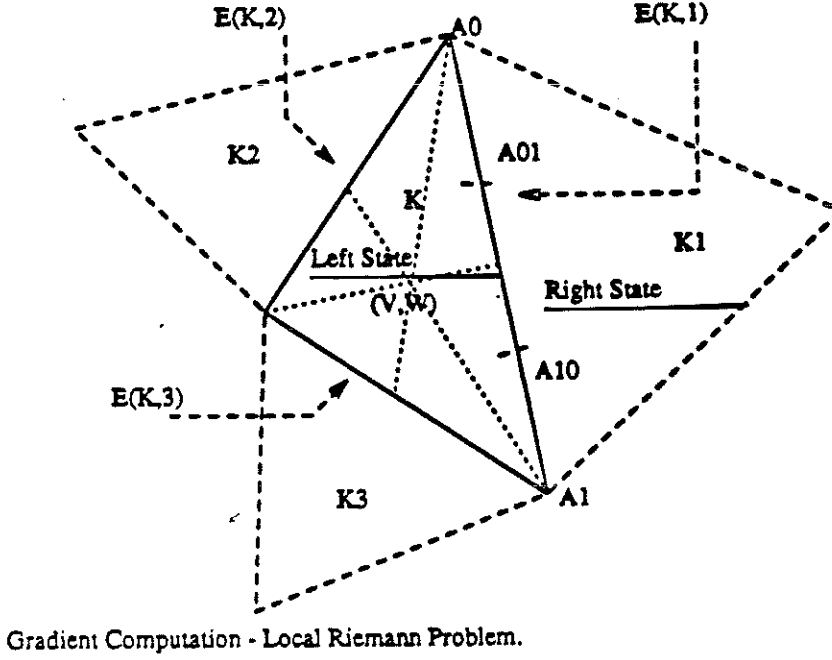 E(K,2)
A0
E(K,1)
K2
A01
K
K1
Left State
(V,W)
Right State
A10
E(K,3)
K3
A1
Gradient Computation - Local Riemann Problem.